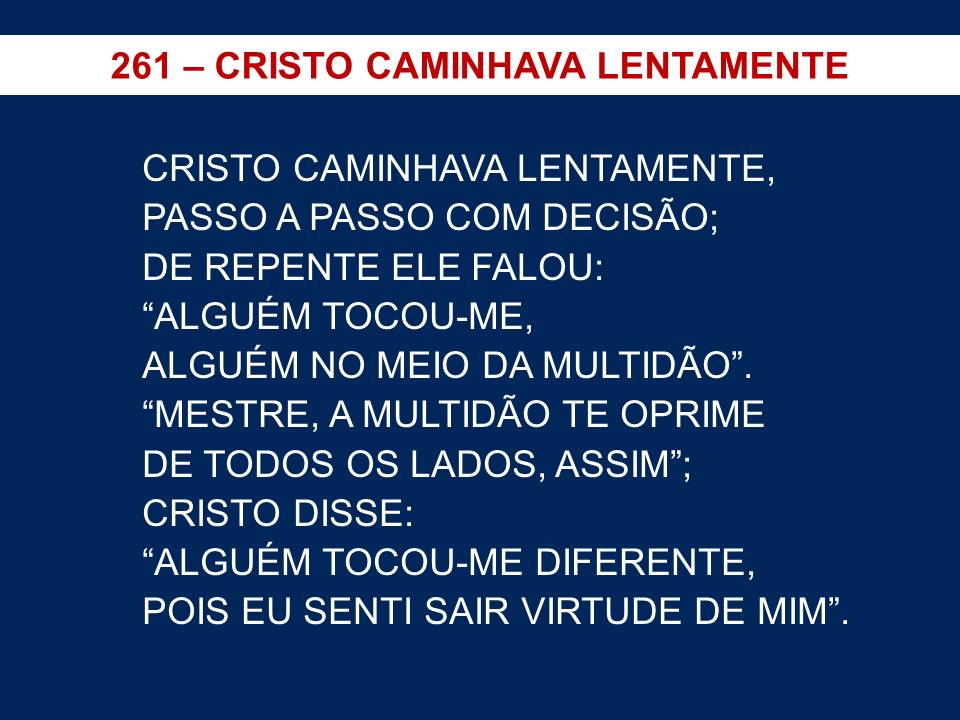 261 – CRISTO CAMINHAVA LENTAMENTE
CRISTO CAMINHAVA LENTAMENTE,
PASSO A PASSO COM DECISÃO;
DE REPENTE ELE FALOU:
“ALGUÉM TOCOU-ME,
ALGUÉM NO MEIO DA MULTIDÃO”.
“MESTRE, A MULTIDÃO TE OPRIME
DE TODOS OS LADOS, ASSIM”;
CRISTO DISSE:
“ALGUÉM TOCOU-ME DIFERENTE,
POIS EU SENTI SAIR VIRTUDE DE MIM”.